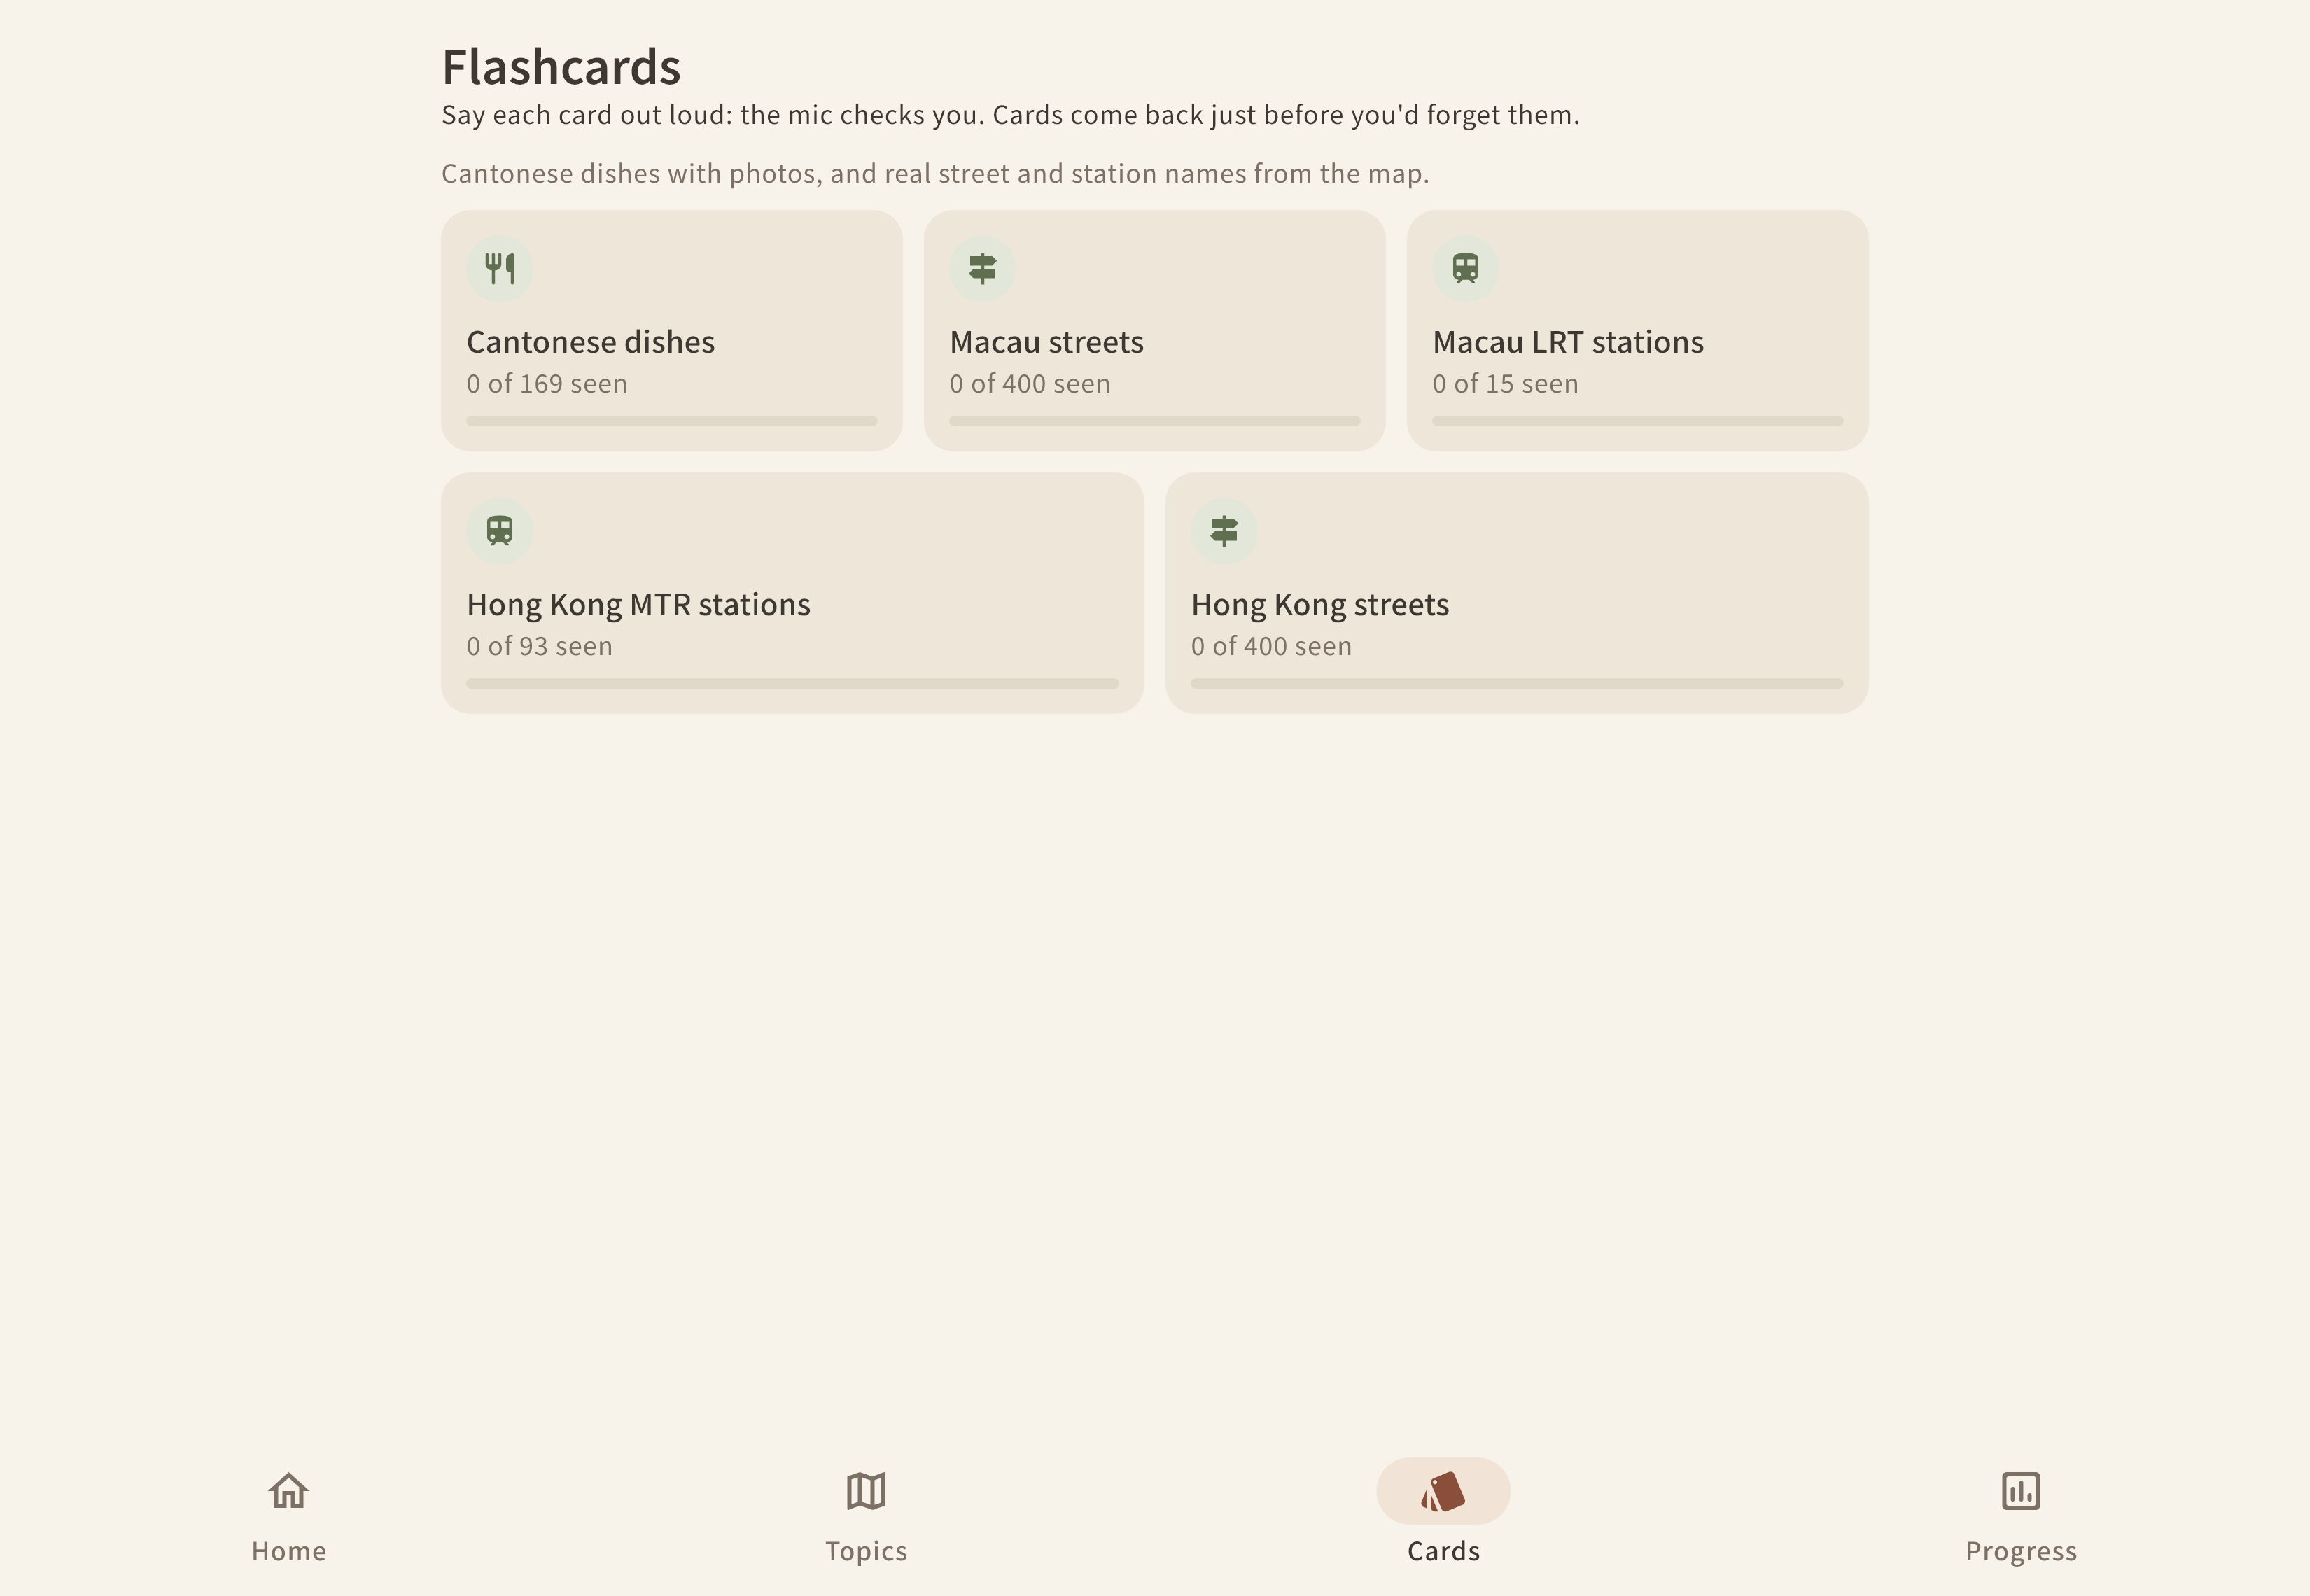 Flashcards
Say each card out loud: the mic checks you. Cards come back just before you'd forget them.
Cantonese dishes with photos, and real street and station names from the map.
Cantonese dishes
0 of 169 seen
Macau streets
0 of 400 seen
Macau LRT stations
0 of 15 seen
Hong Kong MTR stations
0 of 93 seen
Hong Kong streets
0 of 400 seen
Home
Topics
Cards
Progress